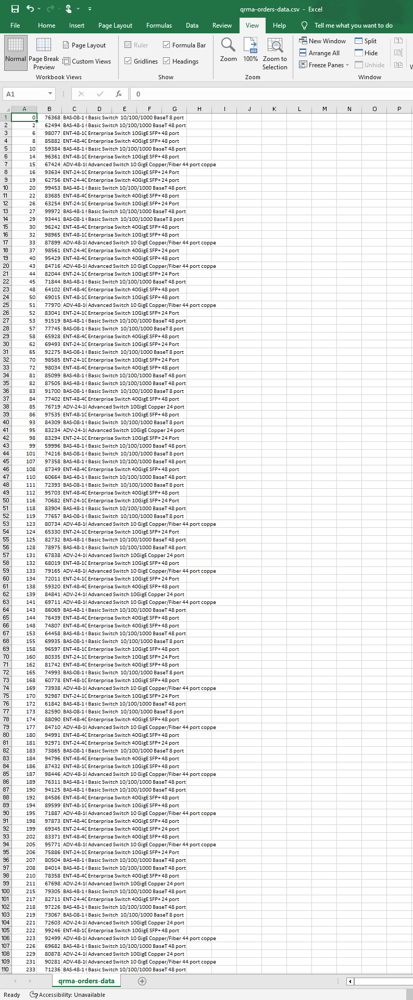 qrma-orders-data.csv - Excel
File Home Insert Page Layout Formulas Data Review View Help Tell me what you want to do
Normal
Page Break Preview
Page Layout
Custom Views
Workbook Views
Ruler
Formula Bar
Gridlines
Headings
Show
Zoom
100%
Zoom to Selection
Zoom
New Window
Arrange All
Freeze Panes
Split
Hide
Unhide
Window
A1 fx 0
A B C D E F G H I J K L M N O P
1 0 76368 BAS-08-1 Basic Switch 10/100/1000 BaseT 8 port
2 2 62494 BAS-48-1 Basic Switch 10/100/1000 BaseT 48 port
3 6 98077 ENT-48-10 Enterprise Switch 10GigE SFP+ 48 port
4 8 85882 ENT-48-40 Enterprise Switch 40GigE SFP+ 48 port
5 10 59384 BAS-48-1 Basic Switch 10/100/1000 BaseT 48 port
6 14 96361 ENT-48-10 Enterprise Switch 10GigE SFP+ 48 port
7 15 67424 ADV-48-10 Advanced Switch 10 GigE Copper/Fiber 44 port coppe
8 16 93634 ENT-24-10 Enterprise Switch 10GigE SFP+ 24 Port
9 19 62756 ENT-24-40 Enterprise Switch 40GigE SFP+ 24 port
10 20 99453 BAS-48-1 Basic Switch 10/100/1000 BaseT 48 port
11 22 83685 ENT-48-40 Enterprise Switch 40GigE SFP+ 48 port
12 26 63254 ENT-24-10 Enterprise Switch 10GigE SFP+ 24 Port
13 27 99972 BAS-48-1 Basic Switch 10/100/1000 BaseT 48 port
14 29 93441 BAS-08-1 Basic Switch 10/100/1000 BaseT 8 port
15 30 96242 ENT-48-40 Enterprise Switch 40GigE SFP+ 48 port
16 32 98965 ENT-48-10 Enterprise Switch 10GigE SFP+ 48 port
17 33 87899 ADV-48-10 Advanced Switch 10 GigE Copper/Fiber 44 port coppe
18 37 98561 ENT-24-40 Enterprise Switch 40GigE SFP+ 24 port
19 40 95429 ENT-48-40 Enterprise Switch 40GigE SFP+ 48 port
20 43 84716 ADV-48-10 Advanced Switch 10 GigE Copper/Fiber 44 port coppe
21 44 82044 ENT-24-10 Enterprise Switch 10GigE SFP+ 24 Port
22 45 71844 BAS-48-1 Basic Switch 10/100/1000 BaseT 48 port
23 48 64102 ENT-48-40 Enterprise Switch 40GigE SFP+ 48 port
24 50 69015 ENT-48-10 Enterprise Switch 10GigE SFP+ 48 port
25 51 77970 ADV-48-10 Advanced Switch 10 GigE Copper/Fiber 44 port coppe
26 52 83041 ENT-24-10 Enterprise Switch 10GigE SFP+ 24 Port
27 53 91519 BAS-48-1 Basic Switch 10/100/1000 BaseT 48 port
28 57 77745 BAS-08-1 Basic Switch 10/100/1000 BaseT 8 port
29 58 65928 ENT-48-40 Enterprise Switch 40GigE SFP+ 48 port
30 62 69493 ENT-24-10 Enterprise Switch 10GigE SFP+ 24 Port
31 65 92275 BAS-08-1 Basic Switch 10/100/1000 BaseT 8 port
32 70 98585 ENT-24-10 Enterprise Switch 10GigE SFP+ 24 Port
33 72 98034 ENT-48-40 Enterprise Switch 40GigE SFP+ 48 port
34 81 85099 BAS-48-1 Basic Switch 10/100/1000 BaseT 48 port
35 82 87505 BAS-48-1 Basic Switch 10/100/1000 BaseT 48 port
36 83 91700 BAS-08-1 Basic Switch 10/100/1000 BaseT 8 port
37 84 77402 ENT-48-40 Enterprise Switch 40GigE SFP+ 48 port
38 85 76719 ADV-24-10 Advanced Switch 10GigE Copper 24 port
39 86 97535 ENT-48-10 Enterprise Switch 10GigE SFP+ 48 port
40 93 84309 BAS-08-1 Basic Switch 10/100/1000 BaseT 8 port
41 95 83234 ADV-24-10 Advanced Switch 10GigE Copper 24 port
42 98 83294 ENT-24-10 Enterprise Switch 10GigE SFP+ 24 Port
43 99 59996 BAS-48-1 Basic Switch 10/100/1000 BaseT 48 port
44 101 74216 BAS-08-1 Basic Switch 10/100/1000 BaseT 8 port
45 107 97358 BAS-48-1 Basic Switch 10/100/1000 BaseT 48 port
46 108 87349 ENT-48-40 Enterprise Switch 40GigE SFP+ 48 port
47 110 60664 BAS-48-1 Basic Switch 10/100/1000 BaseT 48 port
48 111 72393 BAS-08-1 Basic Switch 10/100/1000 BaseT 8 port
49 112 95703 ENT-48-40 Enterprise Switch 40GigE SFP+ 48 port
50 116 70682 ENT-24-10 Enterprise Switch 10GigE SFP+ 24 Port
51 118 83904 BAS-48-1 Basic Switch 10/100/1000 BaseT 48 port
52 119 77657 BAS-08-1 Basic Switch 10/100/1000 BaseT 8 port
53 123 80734 ADV-48-10 Advanced Switch 10 GigE Copper/Fiber 44 port coppe
54 124 65330 ENT-24-10 Enterprise Switch 10GigE SFP+ 24 Port
55 125 82732 BAS-48-1 Basic Switch 10/100/1000 BaseT 48 port
56 128 78975 BAS-48-1 Basic Switch 10/100/1000 BaseT 48 port
57 131 67838 ADV-24-10 Advanced Switch 10GigE Copper 24 port
58 132 68019 ENT-48-10 Enterprise Switch 10GigE SFP+ 48 port
59 133 79165 ADV-48-10 Advanced Switch 10 GigE Copper/Fiber 44 port coppe
60 134 72011 ENT-24-10 Enterprise Switch 10GigE SFP+ 24 Port
61 138 59320 ENT-48-40 Enterprise Switch 40GigE SFP+ 48 port
62 139 84841 ADV-24-10 Advanced Switch 10GigE Copper 24 port
63 141 69711 ADV-48-10 Advanced Switch 10 GigE Copper/Fiber 44 port coppe
64 143 86069 BAS-48-1 Basic Switch 10/100/1000 BaseT 48 port
65 144 76439 ENT-48-40 Enterprise Switch 40GigE SFP+ 48 port
66 148 74807 ENT-48-40 Enterprise Switch 40GigE SFP+ 48 port
67 153 64458 BAS-48-1 Basic Switch 10/100/1000 BaseT 48 port
68 155 69935 BAS-08-1 Basic Switch 10/100/1000 BaseT 8 port
69 158 96597 ENT-48-10 Enterprise Switch 10GigE SFP+ 48 port
70 160 80335 ENT-24-10 Enterprise Switch 10GigE SFP+ 24 Port
71 162 81742 ENT-48-40 Enterprise Switch 40GigE SFP+ 48 port
72 165 74993 BAS-08-1 Basic Switch 10/100/1000 BaseT 8 port
73 168 60778 ENT-48-10 Enterprise Switch 10GigE SFP+ 48 port
74 169 73938 ADV-48-10 Advanced Switch 10 GigE Copper/Fiber 44 port coppe
75 170 92987 ENT-24-10 Enterprise Switch 10GigE SFP+ 24 Port
76 172 61842 BAS-48-1 Basic Switch 10/100/1000 BaseT 48 port
77 173 82590 BAS-08-1 Basic Switch 10/100/1000 BaseT 8 port
78 174 88090 ENT-48-40 Enterprise Switch 40GigE SFP+ 48 port
79 177 84710 ADV-48-10 Advanced Switch 10 GigE Copper/Fiber 44 port coppe
80 180 94991 ENT-48-40 Enterprise Switch 40GigE SFP+ 48 port
81 181 92971 ENT-24-40 Enterprise Switch 40GigE SFP+ 24 port
82 183 73865 BAS-08-1 Basic Switch 10/100/1000 BaseT 8 port
83 184 94796 ENT-48-40 Enterprise Switch 40GigE SFP+ 48 port
84 186 87432 ENT-48-10 Enterprise Switch 10GigE SFP+ 48 port
85 187 98446 ADV-48-10 Advanced Switch 10 GigE Copper/Fiber 44 port coppe
86 189 76311 BAS-48-1 Basic Switch 10/100/1000 BaseT 48 port
87 190 94125 BAS-48-1 Basic Switch 10/100/1000 BaseT 48 port
88 192 84586 ENT-48-40 Enterprise Switch 40GigE SFP+ 48 port
89 194 89599 ENT-48-10 Enterprise Switch 10GigE SFP+ 48 port
90 195 71887 ADV-48-10 Advanced Switch 10 GigE Copper/Fiber 44 port coppe
91 198 97873 ENT-48-40 Enterprise Switch 40GigE SFP+ 48 port
92 199 69345 ENT-24-40 Enterprise Switch 40GigE SFP+ 24 port
93 202 83371 ENT-48-40 Enterprise Switch 40GigE SFP+ 48 port
94 205 95771 ADV-48-10 Advanced Switch 10 GigE Copper/Fiber 44 port coppe
95 206 75886 ENT-24-10 Enterprise Switch 10GigE SFP+ 24 Port
96 207 80504 BAS-48-1 Basic Switch 10/100/1000 BaseT 48 port
97 208 84014 BAS-48-1 Basic Switch 10/100/1000 BaseT 48 port
98 210 78358 ENT-48-40 Enterprise Switch 40GigE SFP+ 48 port
99 211 67698 ADV-24-10 Advanced Switch 10GigE Copper 24 port
100 215 79305 BAS-48-1 Basic Switch 10/100/1000 BaseT 48 port
101 217 82711 ENT-24-40 Enterprise Switch 40GigE SFP+ 24 port
102 218 97226 BAS-48-1 Basic Switch 10/100/1000 BaseT 48 port
103 219 73067 BAS-08-1 Basic Switch 10/100/1000 BaseT 8 port
104 221 72603 ADV-24-10 Advanced Switch 10GigE Copper 24 port
105 222 99246 ENT-48-10 Enterprise Switch 10GigE SFP+ 48 port
106 223 92499 ADV-48-10 Advanced Switch 10 GigE Copper/Fiber 44 port coppe
107 226 69682 BAS-48-1 Basic Switch 10/100/1000 BaseT 48 port
108 229 80878 ADV-24-10 Advanced Switch 10GigE Copper 24 port
109 231 90281 ADV-48-10 Advanced Switch 10 GigE Copper/Fiber 44 port coppe
110 233 71236 BAS-48-1 Basic Switch 10/100/1000 BaseT 48 port
qrma-orders-data
Ready Accessibility: Unavailable